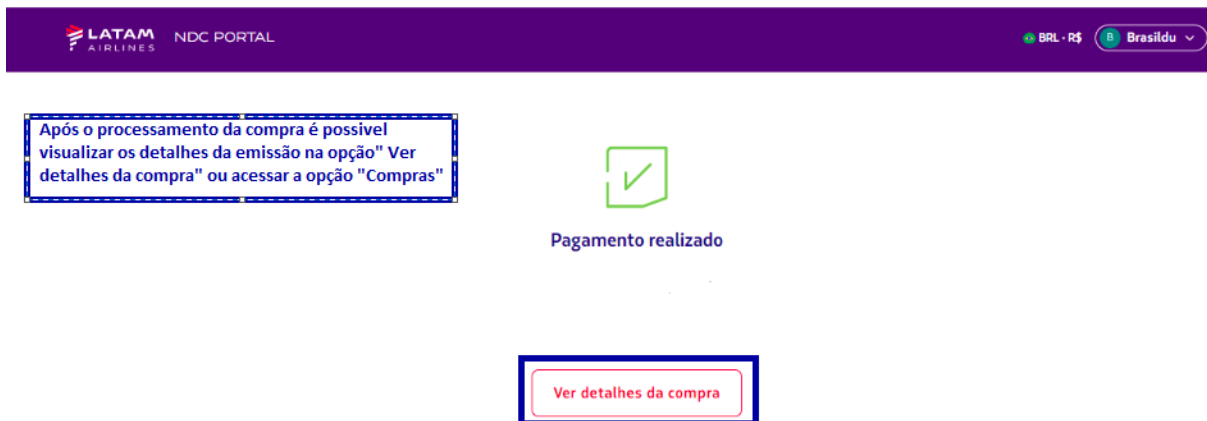 LATAM AIRLINES NDC PORTAL BRL · R$ B Brasildu
Após o processamento da compra é possivel
visualizar os detalhes da emissão na opção" Ver
detalhes da compra" ou acessar a opção "Compras"
Pagamento realizado
Ver detalhes da compra